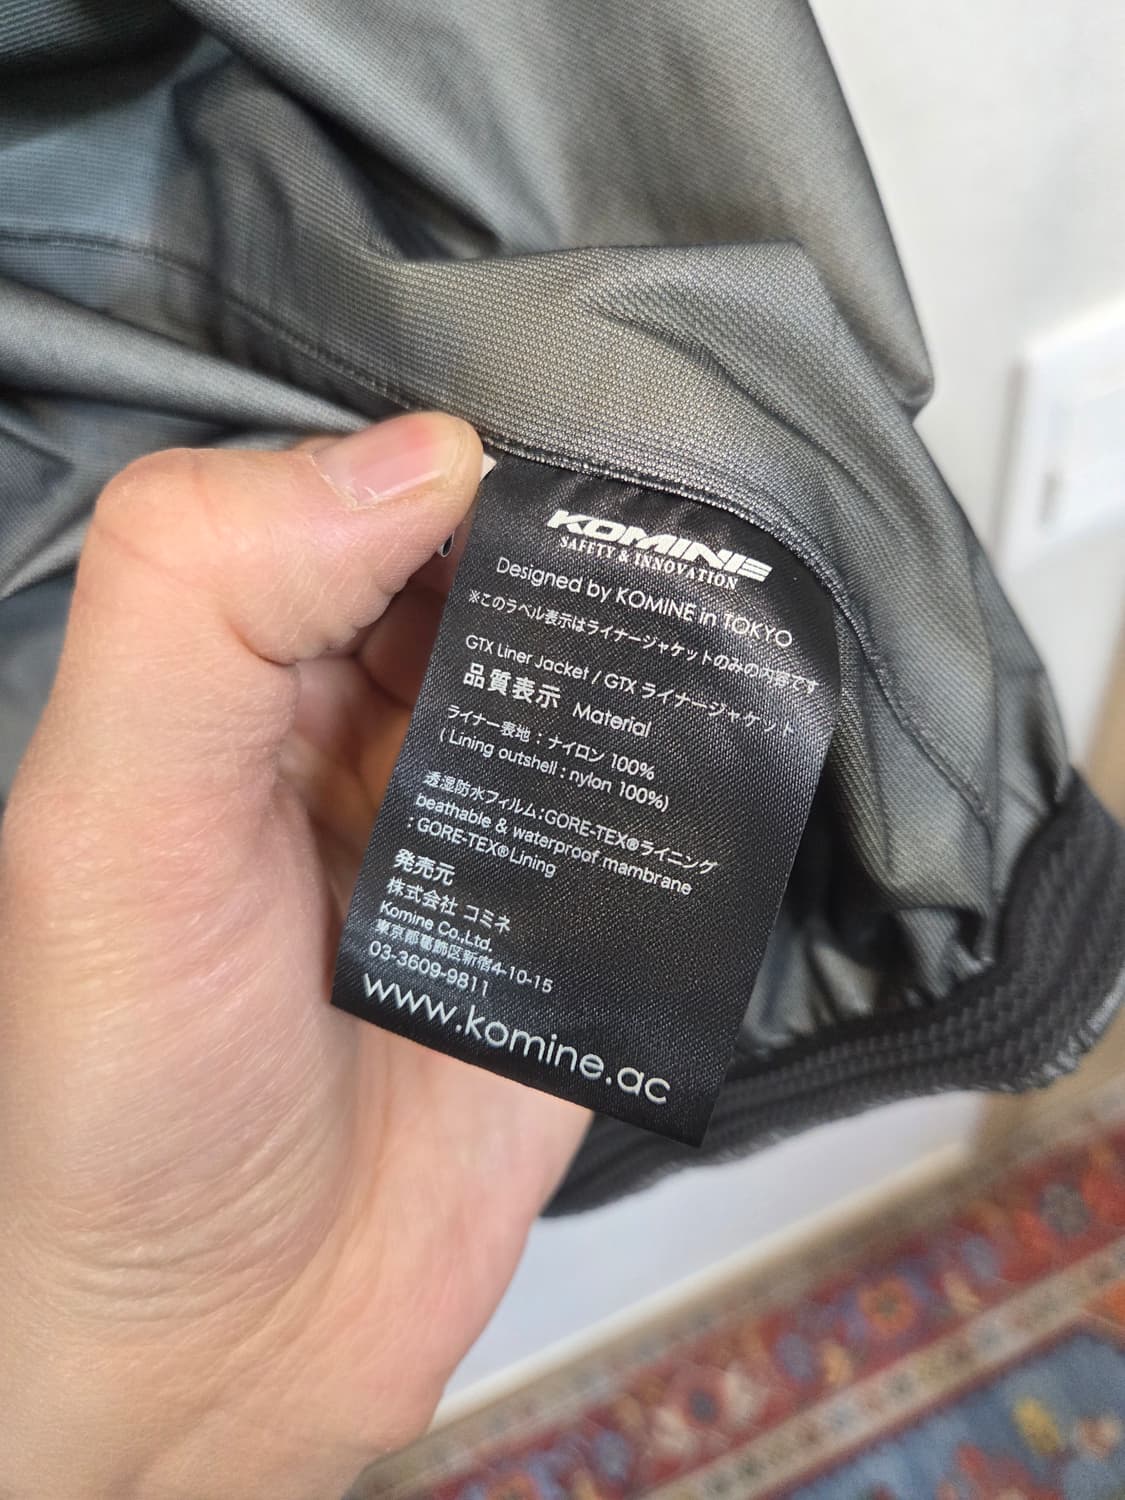 KOMINE
SAFETY & INNOVATION
Designed by KOMINE in TOKYO
※このラベル表示はライナージャケットのみの内容です
GTX Liner Jacket / GTX ライナージャケット
品質表示 Material
ライナー表地：ナイロン 100%
( Lining outshell : nylon 100%)
透湿防水フィルム：GORE-TEX®ライニング
beathable & waterproof mambrane
: GORE-TEX®Lining
発売元
株式会社 コミネ
Komine Co.,Ltd.
東京都葛飾区新宿4-10-15
03-3609-9811
www.komine.ac